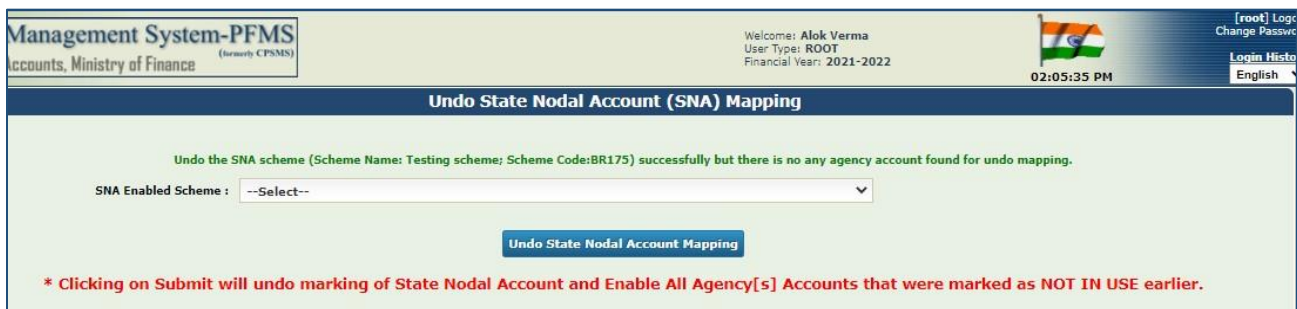 Management System-PFMS
(formerly CPSMS)
Accounts, Ministry of Finance
Welcome: Alok Verma
User Type: ROOT
Financial Year: 2021-2022
02:05:35 PM
[root] Logo
Change Passwo
Login Histo
English
Undo State Nodal Account (SNA) Mapping
Undo the SNA scheme (Scheme Name: Testing scheme; Scheme Code:BR175) successfully but there is no any agency account found for undo mapping.
SNA Enabled Scheme : --Select--
Undo State Nodal Account Mapping
* Clicking on Submit will undo marking of State Nodal Account and Enable All Agency[s] Accounts that were marked as NOT IN USE earlier.